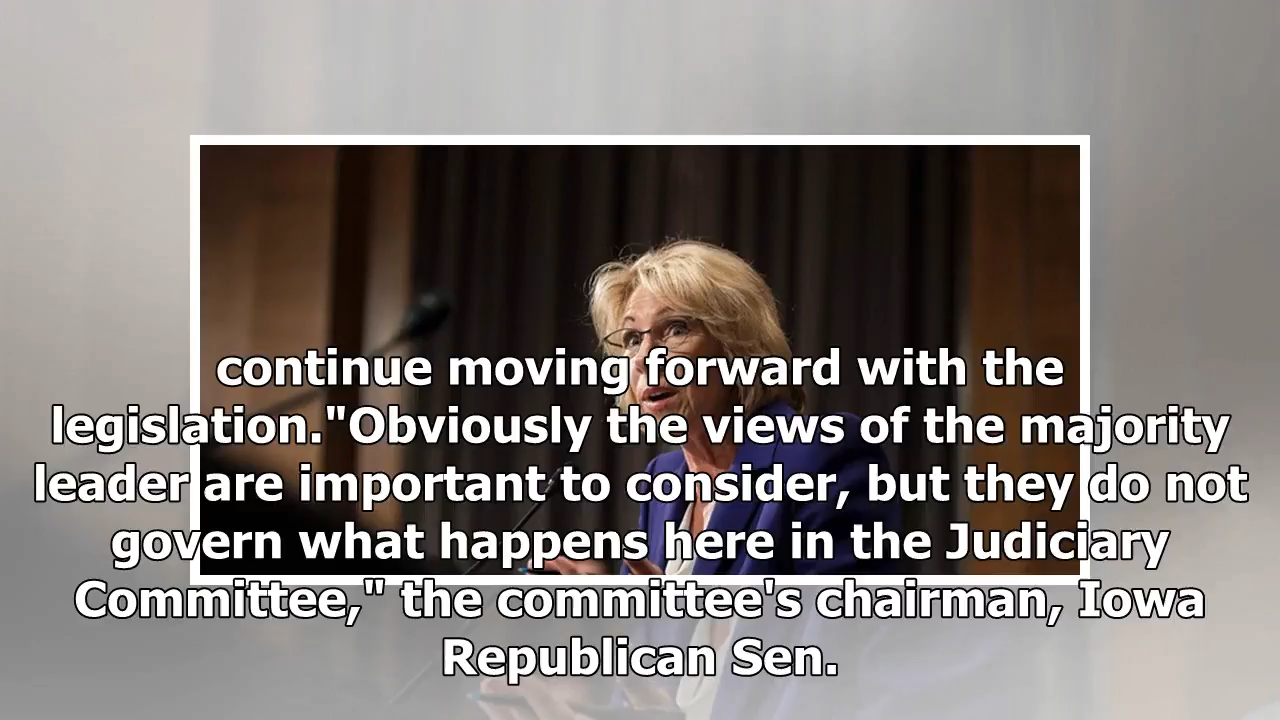 continue moving forward with the
legislation."Obviously the views of the majority
leader are important to consider, but they do not
govern what happens here in the Judiciary
Committee," the committee's chairman, Iowa
Republican Sen.